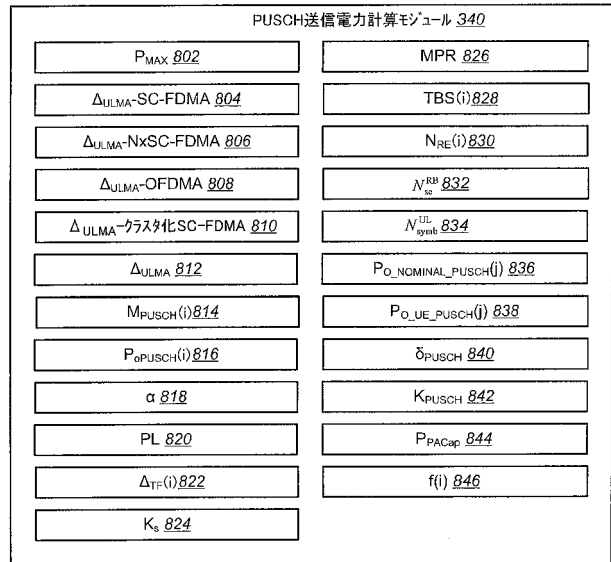 PUSCH送信電力計算モジュール 340
PMAX 802
ΔULMA-SC-FDMA 804
ΔULMA-NxSC-FDMA 806
ΔULMA-OFDMA 808
ΔULMA-クラスタ化SC-FDMA 810
ΔULMA 812
MPUSCH(i) 814
PoPUSCH(i) 816
α 818
PL 820
ΔTF(i) 822
Ks 824
MPR 826
TBS(i) 828
NRE(i) 830
N_sc^RB 832
N_symb^UL 834
PO_NOMINAL_PUSCH(j) 836
PO_UE_PUSCH(j) 838
δPUSCH 840
KPUSCH 842
PPACap 844
f(i) 846